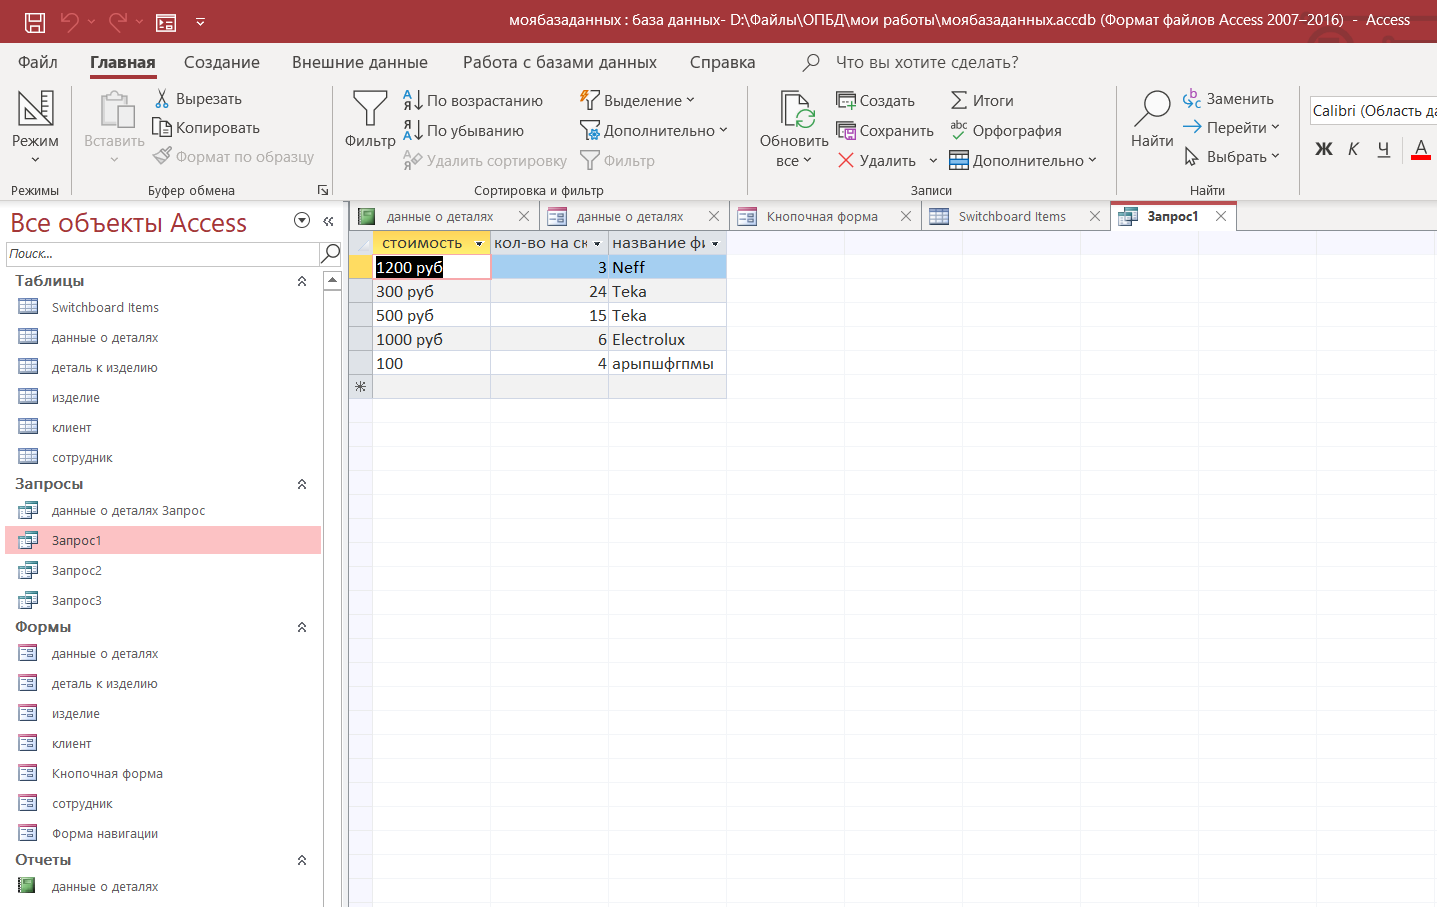 моябазаданных : база данных- D:\Файлы\ОПБД\мои работы\моябазаданных.accdb (Формат файлов Access 2007–2016) - Access
Файл Главная Создание Внешние данные Работа с базами данных Справка Что вы хотите сделать?
Режим
Режимы
Вставить
Вырезать
Копировать
Формат по образцу
Буфер обмена
Фильтр
По возрастанию
По убыванию
Удалить сортировку
Выделение
Дополнительно
Фильтр
Сортировка и фильтр
Обновить
все
Создать
Сохранить
Удалить
Итоги
Орфография
Дополнительно
Записи
Найти
Заменить
Перейти
Выбрать
Найти
Calibri (Область да
Ж К Ч А
Все объекты Access
Поиск...
Таблицы
Switchboard Items
данные о деталях
деталь к изделию
изделие
клиент
сотрудник
Запросы
данные о деталях Запрос
Запрос1
Запрос2
Запрос3
Формы
данные о деталях
деталь к изделию
изделие
клиент
Кнопочная форма
сотрудник
Форма навигации
Отчеты
данные о деталях
данные о деталях данные о деталях Кнопочная форма Switchboard Items Запрос1
стоимость кол-во на ск название фи
1200 руб 3 Neff
300 руб 24 Teka
500 руб 15 Teka
1000 руб 6 Electrolux
100 4 арыпшфгпмы